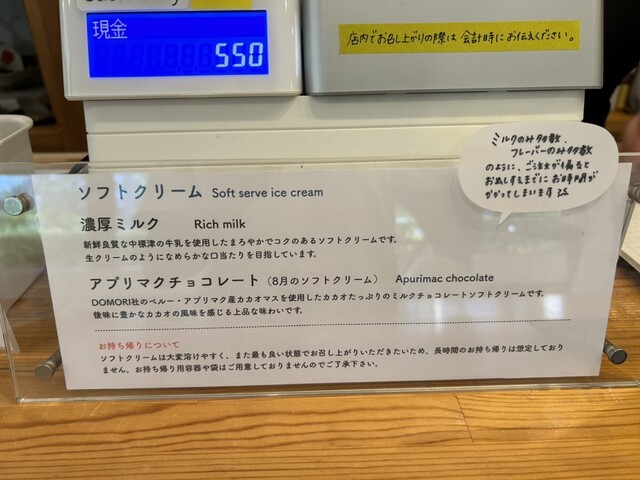 現金
550
店内でお召し上がりの際は 会計時にお伝えください。
ミルクのみ多数、
フレーバーのみ多数
のように、ご注文が偏ると
お出しするまでにお時間が
かかってしまいます
ソフトクリーム Soft serve ice cream
濃厚ミルク Rich milk
新鮮良質な中標津の牛乳を使用したまろやかでコクのあるソフトクリームです。
生クリームのようになめらかな口当たりを目指しています。
アプリマクチョコレート（8月のソフトクリーム） Apurimac chocolate
DOMORI社のペルー・アプリマク産カカオマスを使用したカカオたっぷりのミルクチョコレートソフトクリームです。
後味に豊かなカカオの風味を感じる上品な味わいです。
お持ち帰りについて
ソフトクリームは大変溶けやすく、また最も良い状態でお召し上がりいただきたいため、長時間のお持ち帰りは想定しており
ません。お持ち帰り用容器や袋はご用意しておりませんのでご了承下さい。